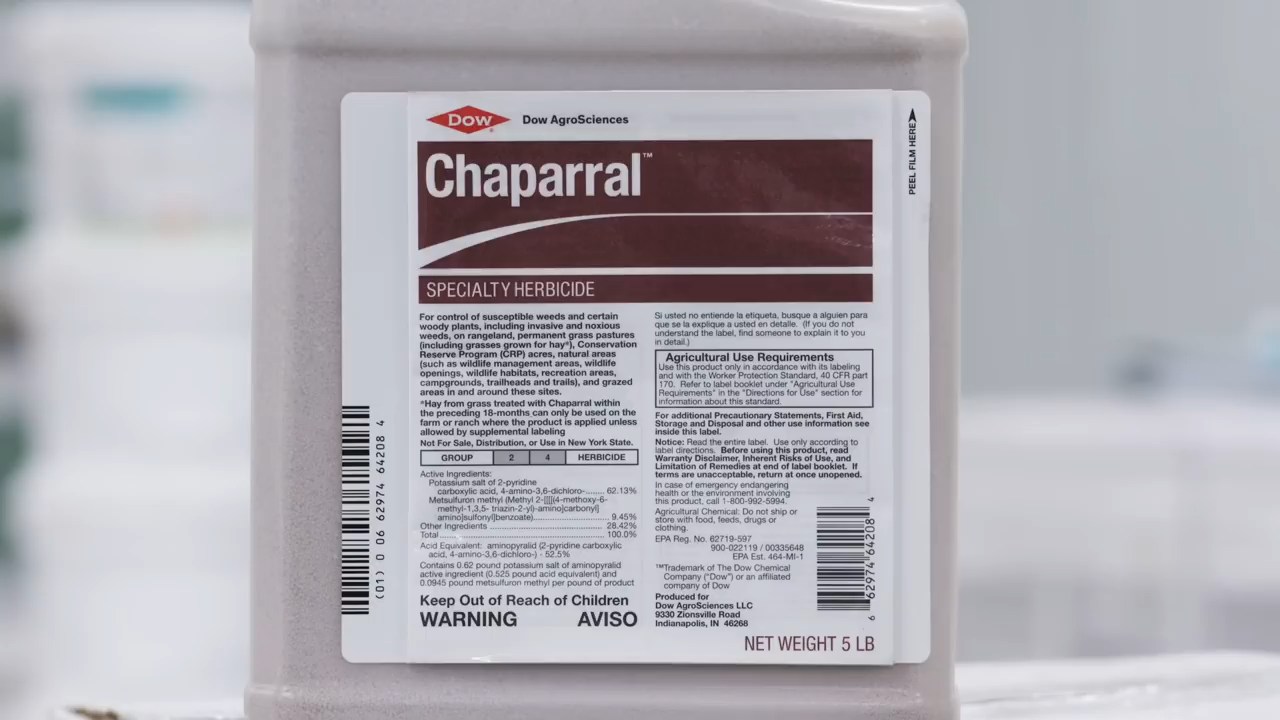 DOW
Dow AgroSciences
Chaparral™
SPECIALTY HERBICIDE
For control of susceptible weeds and certain
woody plants, including invasive and noxious
weeds, on rangeland, permanent grass pastures
(including grasses grown for hay*), Conservation
Reserve Program (CRP) acres, natural areas
(such as wildlife management areas, wildlife
openings, wildlife habitats, recreation areas,
campgrounds, trailheads and trails), and grazed
areas in and around these sites.
*Hay from grass treated with Chaparral within
the preceding 18-months can only be used on the
farm or ranch where the product is applied unless
allowed by supplemental labeling
Not For Sale, Distribution, or Use in New York State.
GROUP 2 4 HERBICIDE
Active Ingredients:
Potassium salt of 2-pyridine
carboxylic acid, 4-amino-3,6-dichloro-....... 62.13%
Metsulfuron methyl (Methyl 2-[[[[(4-methoxy-6-
methyl-1,3,5- triazin-2-yl)-amino]carbonyl]
amino]sulfonyl]benzoate)............................ 9.45%
Other Ingredients ........................................... 28.42%
Total............................................................... 100.0%
Acid Equivalent: aminopyralid (2-pyridine carboxylic
acid, 4-amino-3,6-dichloro-) - 52.5%
Contains 0.62 pound potassium salt of aminopyralid
active ingredient (0.525 pound acid equivalent) and
0.0945 pound metsulfuron methyl per pound of product
Keep Out of Reach of Children
WARNING AVISO
Si usted no entiende la etiqueta, busque a alguien para
que se la explique a usted en detalle. (If you do not
understand the label, find someone to explain it to you
in detail.)
Agricultural Use Requirements
Use this product only in accordance with its labeling
and with the Worker Protection Standard, 40 CFR part
170. Refer to label booklet under "Agricultural Use
Requirements" in the "Directions for Use" section for
information about this standard.
For additional Precautionary Statements, First Aid,
Storage and Disposal and other use information see
inside this label.
Notice: Read the entire label. Use only according to
label directions. Before using this product, read
Warranty Disclaimer, Inherent Risks of Use, and
Limitation of Remedies at end of label booklet. If
terms are unacceptable, return at once unopened.
In case of emergency endangering
health or the environment involving
this product, call 1-800-992-5994.
Agricultural Chemical: Do not ship or
store with food, feeds, drugs or
clothing.
EPA Reg. No. 62719-597
900-022119 / 00335648
EPA Est. 464-MI-1
™Trademark of The Dow Chemical
Company ("Dow") or an affiliated
company of Dow
Produced for
Dow AgroSciences LLC
9330 Zionsville Road
Indianapolis, IN 46268
NET WEIGHT 5 LB
PEEL FILM HERE
(01) 0 06 62974 64208 4
6 62974 64208 4